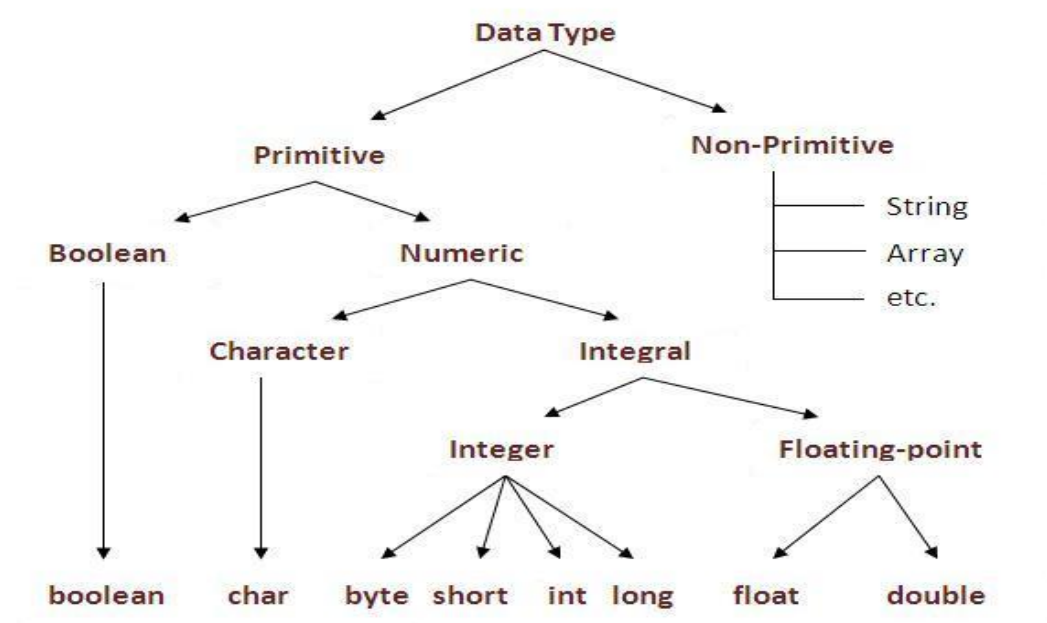 Data Type
Primitive
Non-Primitive
String
Boolean
Numeric
Array
etc.
Character
Integral
Integer
Floating-point
boolean
char
byte
short
int
long
float
double